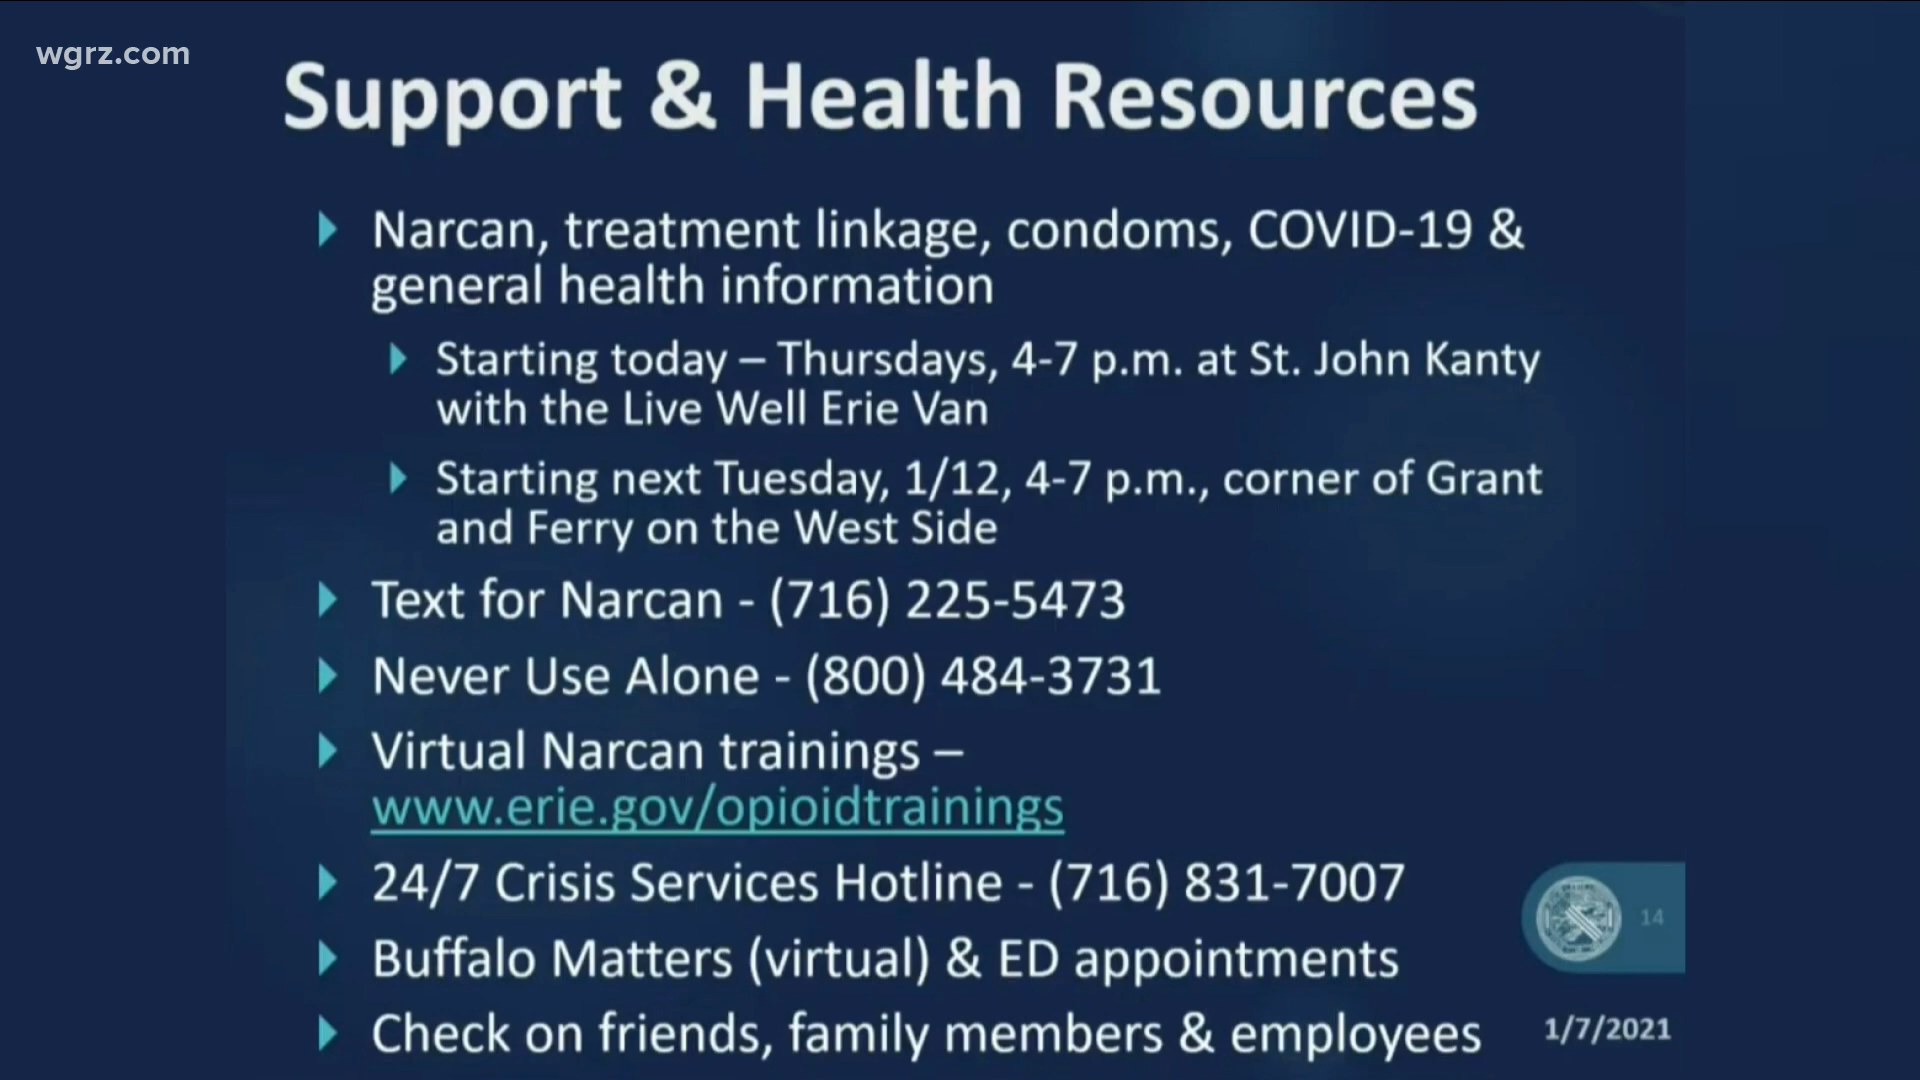 wgrz.com
Support & Health Resources
Narcan, treatment linkage, condoms, COVID-19 &
general health information
Starting today – Thursdays, 4-7 p.m. at St. John Kanty
with the Live Well Erie Van
Starting next Tuesday, 1/12, 4-7 p.m., corner of Grant
and Ferry on the West Side
Text for Narcan - (716) 225-5473
Never Use Alone - (800) 484-3731
Virtual Narcan trainings –
www.erie.gov/opioidtrainings
24/7 Crisis Services Hotline - (716) 831-7007
14
Buffalo Matters (virtual) & ED appointments
Check on friends, family members & employees
1/7/2021